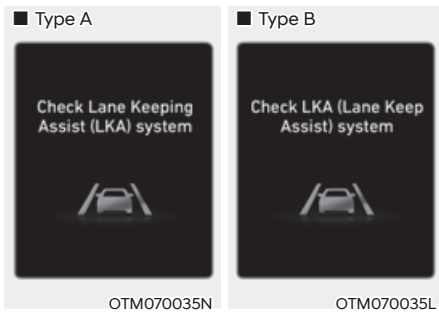 ■ Type A
Check Lane Keeping
Assist (LKA) system
OTM070035N
■ Type B
Check LKA (Lane Keep
Assist) system
OTM070035L